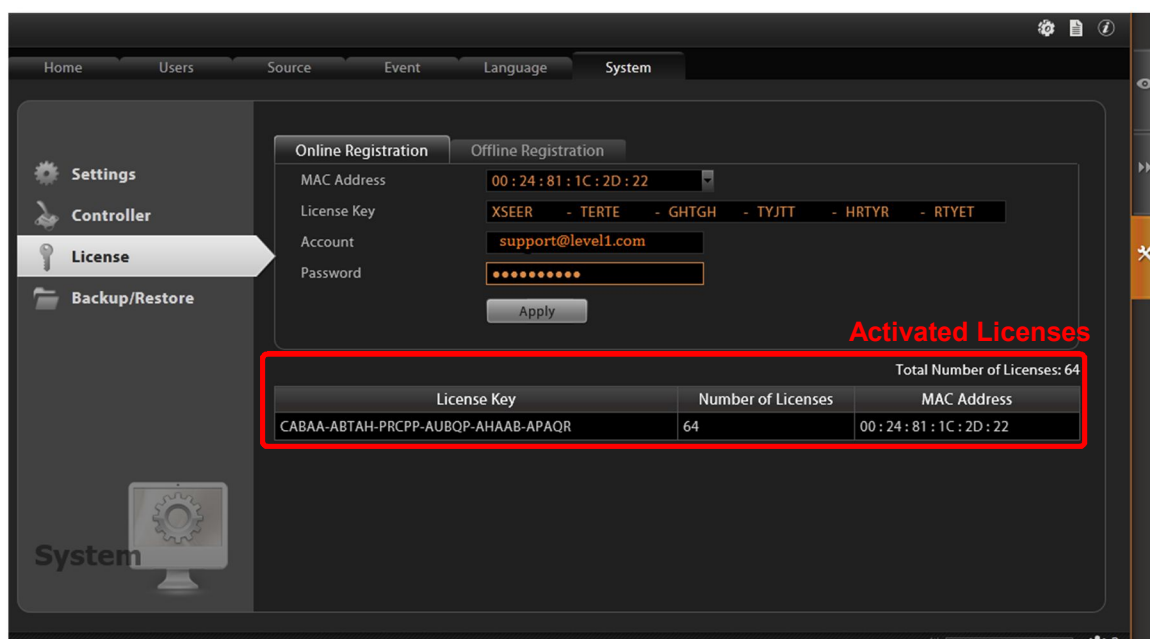 Home Users Source Event Language System
Online Registration Offline Registration
Settings
MAC Address 00 : 24 : 81 : 1C : 2D : 22
Controller
License Key XSEER - TERTE - GHTGH - TYJTT - HRTYR - RTYET
License
Account support@level1.com
Password ●●●●●●●●●●
Backup/Restore
Apply
Activated Licenses
Total Number of Licenses: 64
License Key Number of Licenses MAC Address
CABAA-ABTAH-PRCPP-AUBQP-AHAAB-APAQR 64 00 : 24 : 81 : 1C : 2D : 22
System